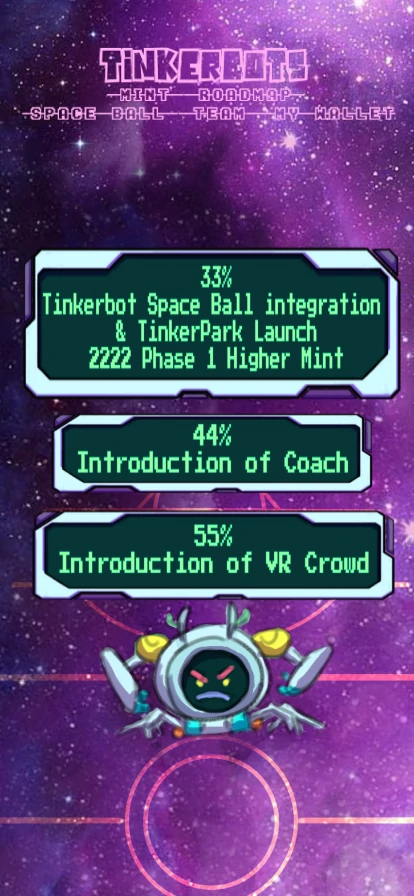 TiNKERBOTs
MINT ROADMAP
SPACE BALL TEAM MY WALLET
33%
Tinkerbot Space Ball integration
& TinkerPark Launch
2222 Phase 1 Higher Mint
44%
Introduction of Coach
55%
Introduction of VR Crowd